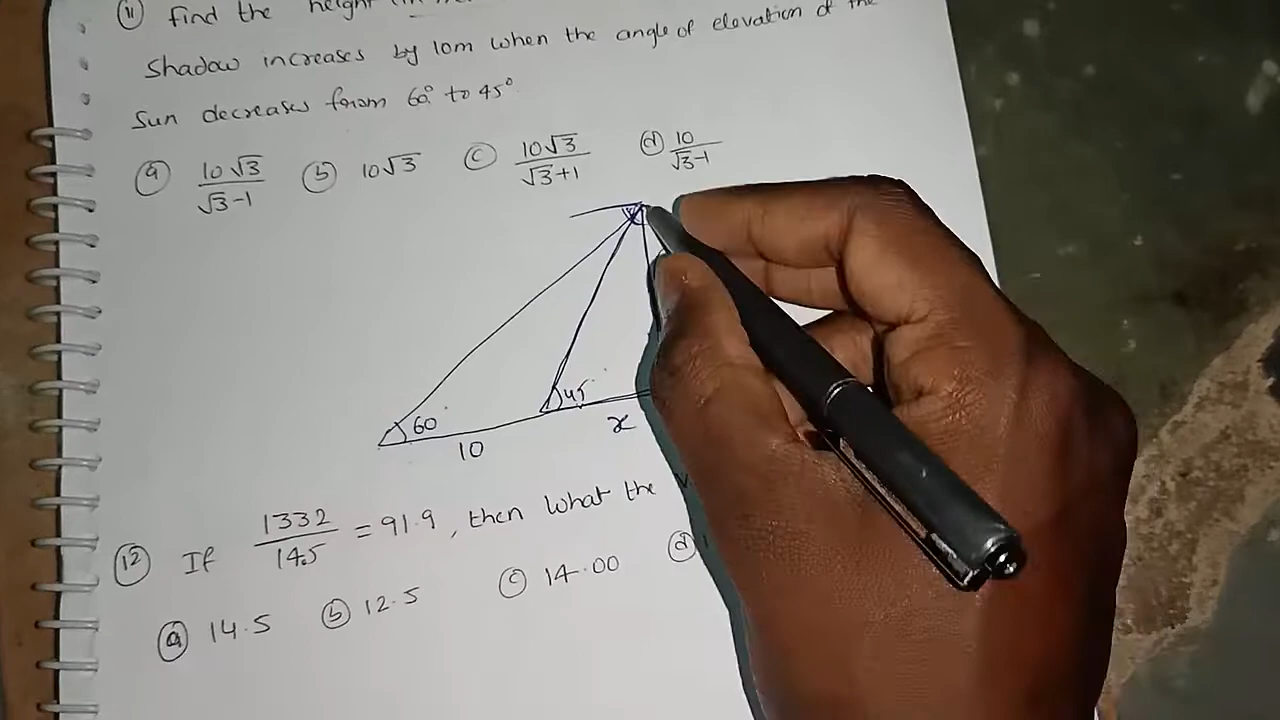 ⑪ find the height
Shadow increases by 10m when the angle of elevation of the
Sun decreases from 60° to 45°
ⓐ 10√3/√3-1 ⓑ 10√3 ⓒ 10√3/√3+1 ⓓ 10/√3-1
45
60
x
10
⑫ If 1332/14.5 = 91.9, then what the
ⓐ 14.5 ⓑ 12.5 ⓒ 14.00 ⓓ